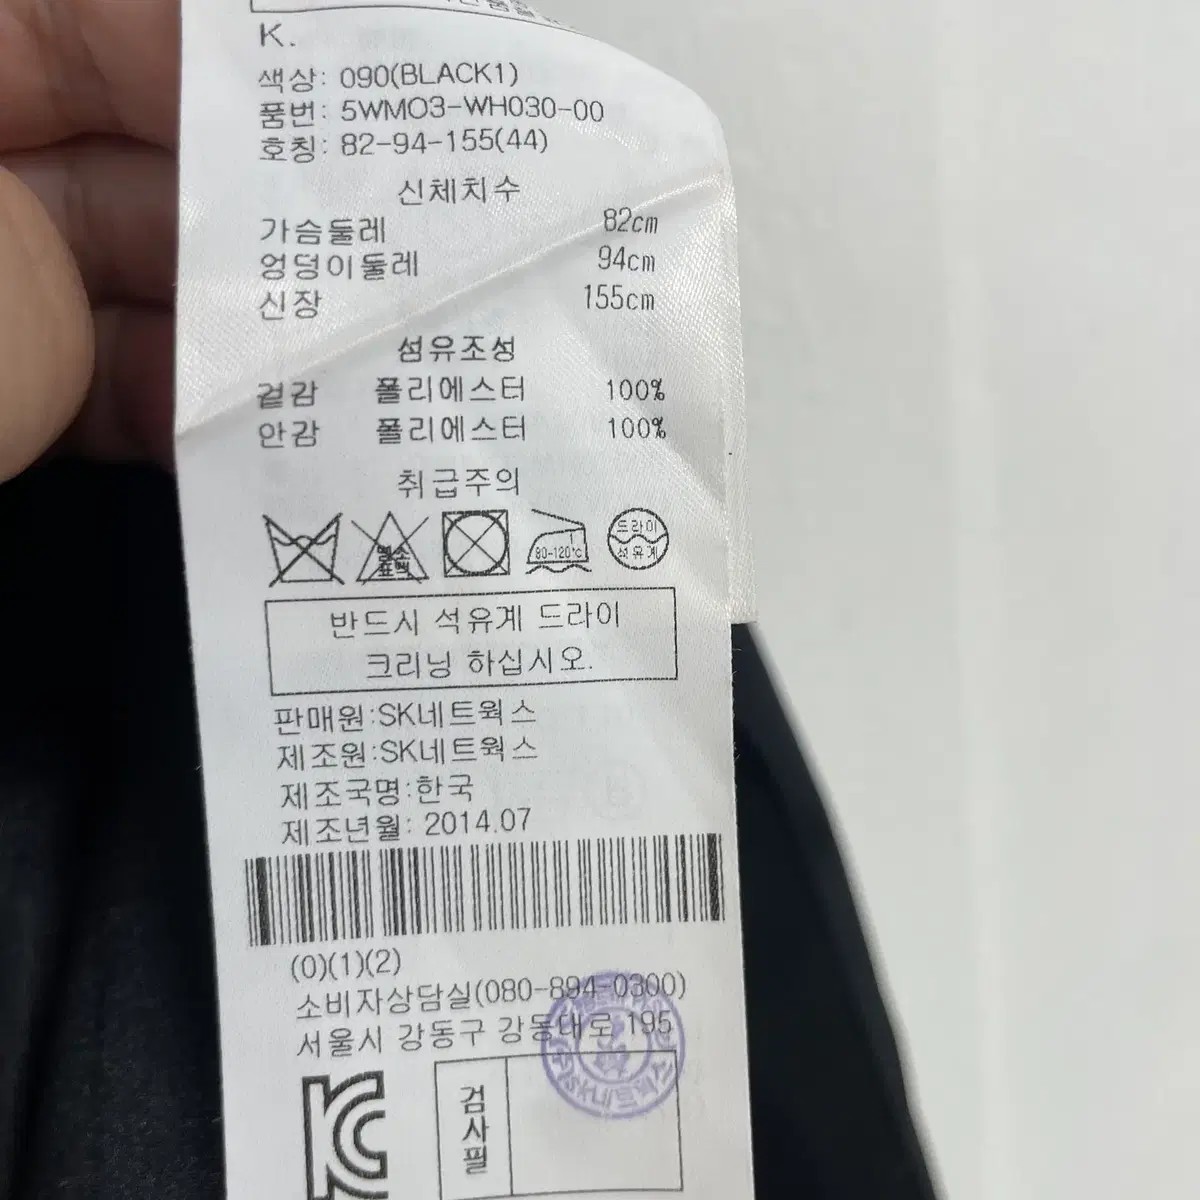 K.
색상: 090(BLACK1)
품번: 5WMO3-WH030-00
호칭: 82-94-155(44)
신체치수
가슴둘레 82cm
엉덩이둘레 94cm
신장 155cm
섬유조성
겉감 폴리에스터 100%
안감 폴리에스터 100%
취급주의
염소
표백
80-120℃
드라이
석유계
반드시 석유계 드라이
크리닝 하십시오.
판매원:SK네트웍스
제조원:SK네트웍스
제조국명:한국
제조년월: 2014.07
(0)(1)(2)
소비자상담실(080-894-0300)
서울시 강동구 강동대로 195
검사필